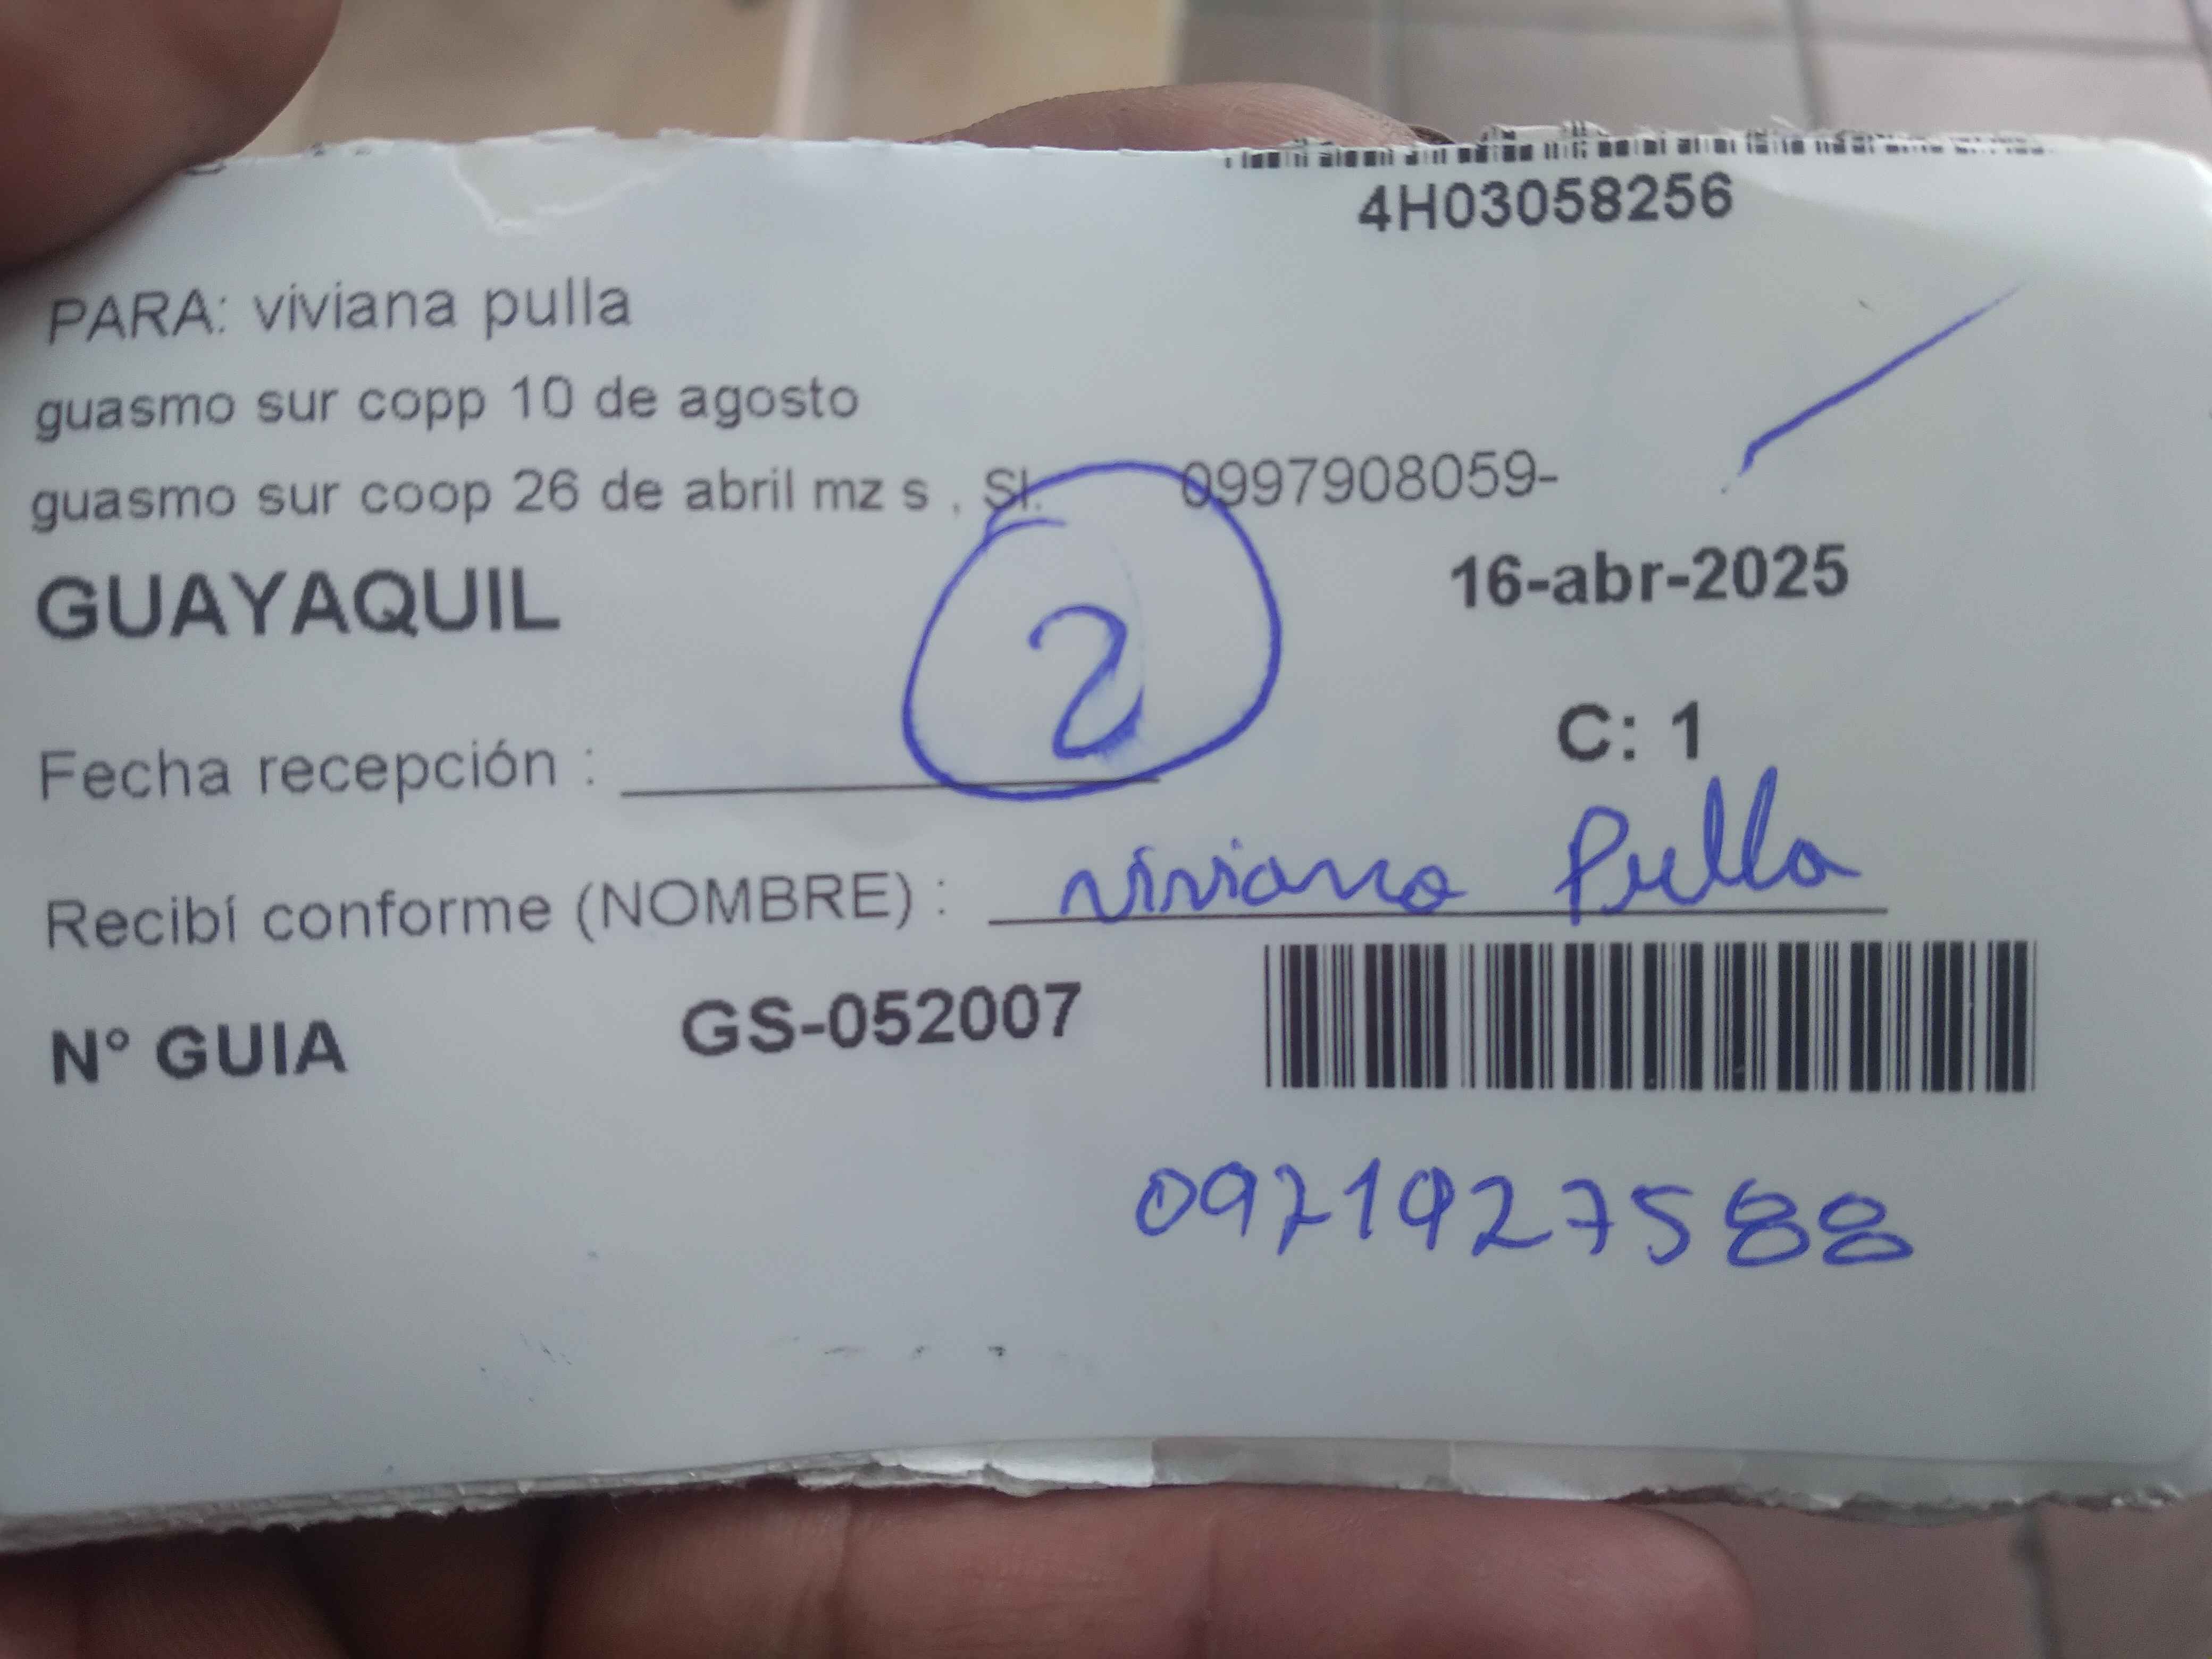 4H03058256
PARA: viviana pulla
guasmo sur copp 10 de agosto
guasmo sur coop 26 de abril mz s , Sl. 0997908059-
GUAYAQUIL 16-abr-2025
2
C: 1
Fecha recepción :
Recibí conforme (NOMBRE) : Viviana Pulla
N° GUIA GS-052007
0921927588